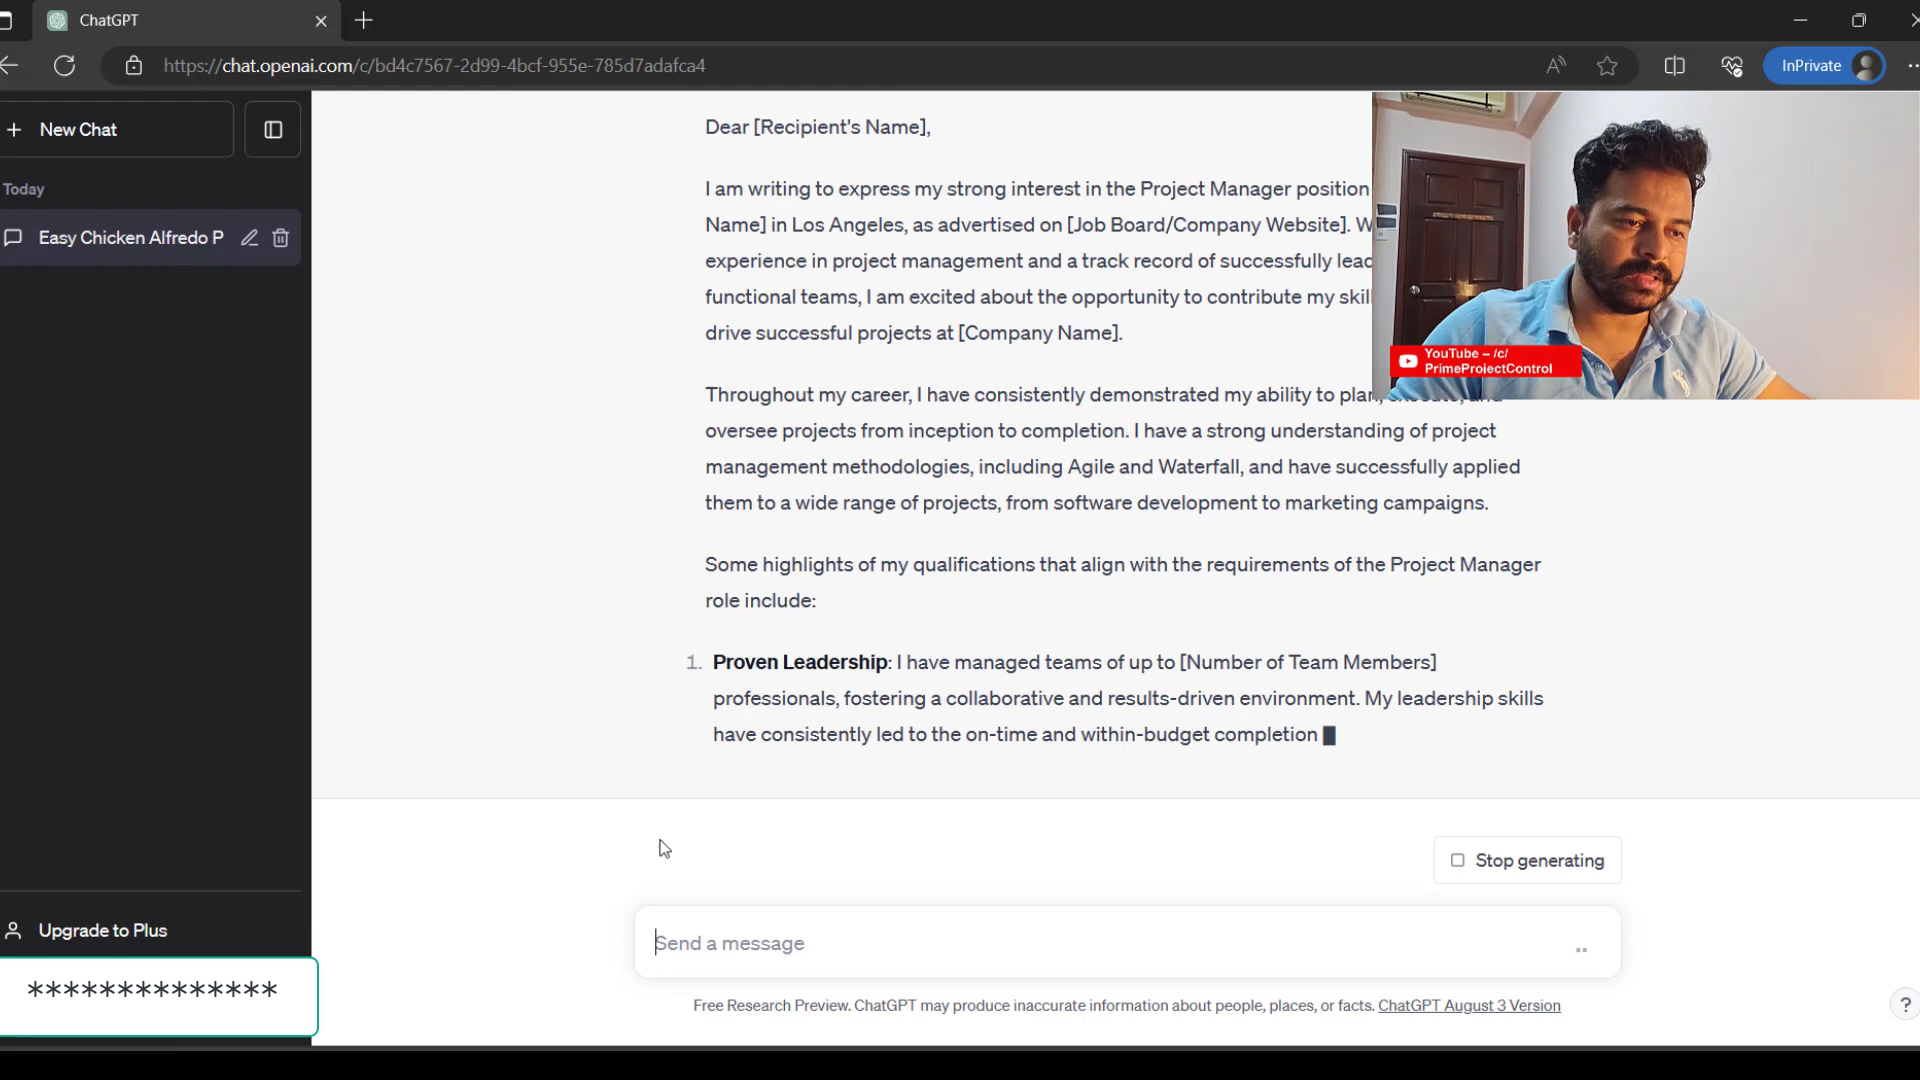 ChatGPT
https://chat.openai.com/c/bd4c7567-2d99-4bcf-955e-785d7adafca4
InPrivate
New Chat
Today
Easy Chicken Alfredo P
Dear [Recipient's Name],
I am writing to express my strong interest in the Project Manager position
Name] in Los Angeles, as advertised on [Job Board/Company Website]. W
experience in project management and a track record of successfully lead
functional teams, I am excited about the opportunity to contribute my skil
drive successful projects at [Company Name].
YouTube – /c/
PrimeProjectControl
Throughout my career, I have consistently demonstrated my ability to plan, execute, and
oversee projects from inception to completion. I have a strong understanding of project
management methodologies, including Agile and Waterfall, and have successfully applied
them to a wide range of projects, from software development to marketing campaigns.
Some highlights of my qualifications that align with the requirements of the Project Manager
role include:
1. Proven Leadership: I have managed teams of up to [Number of Team Members]
professionals, fostering a collaborative and results-driven environment. My leadership skills
have consistently led to the on-time and within-budget completion
Stop generating
Upgrade to Plus
Send a message
**************
Free Research Preview. ChatGPT may produce inaccurate information about people, places, or facts. ChatGPT August 3 Version
?